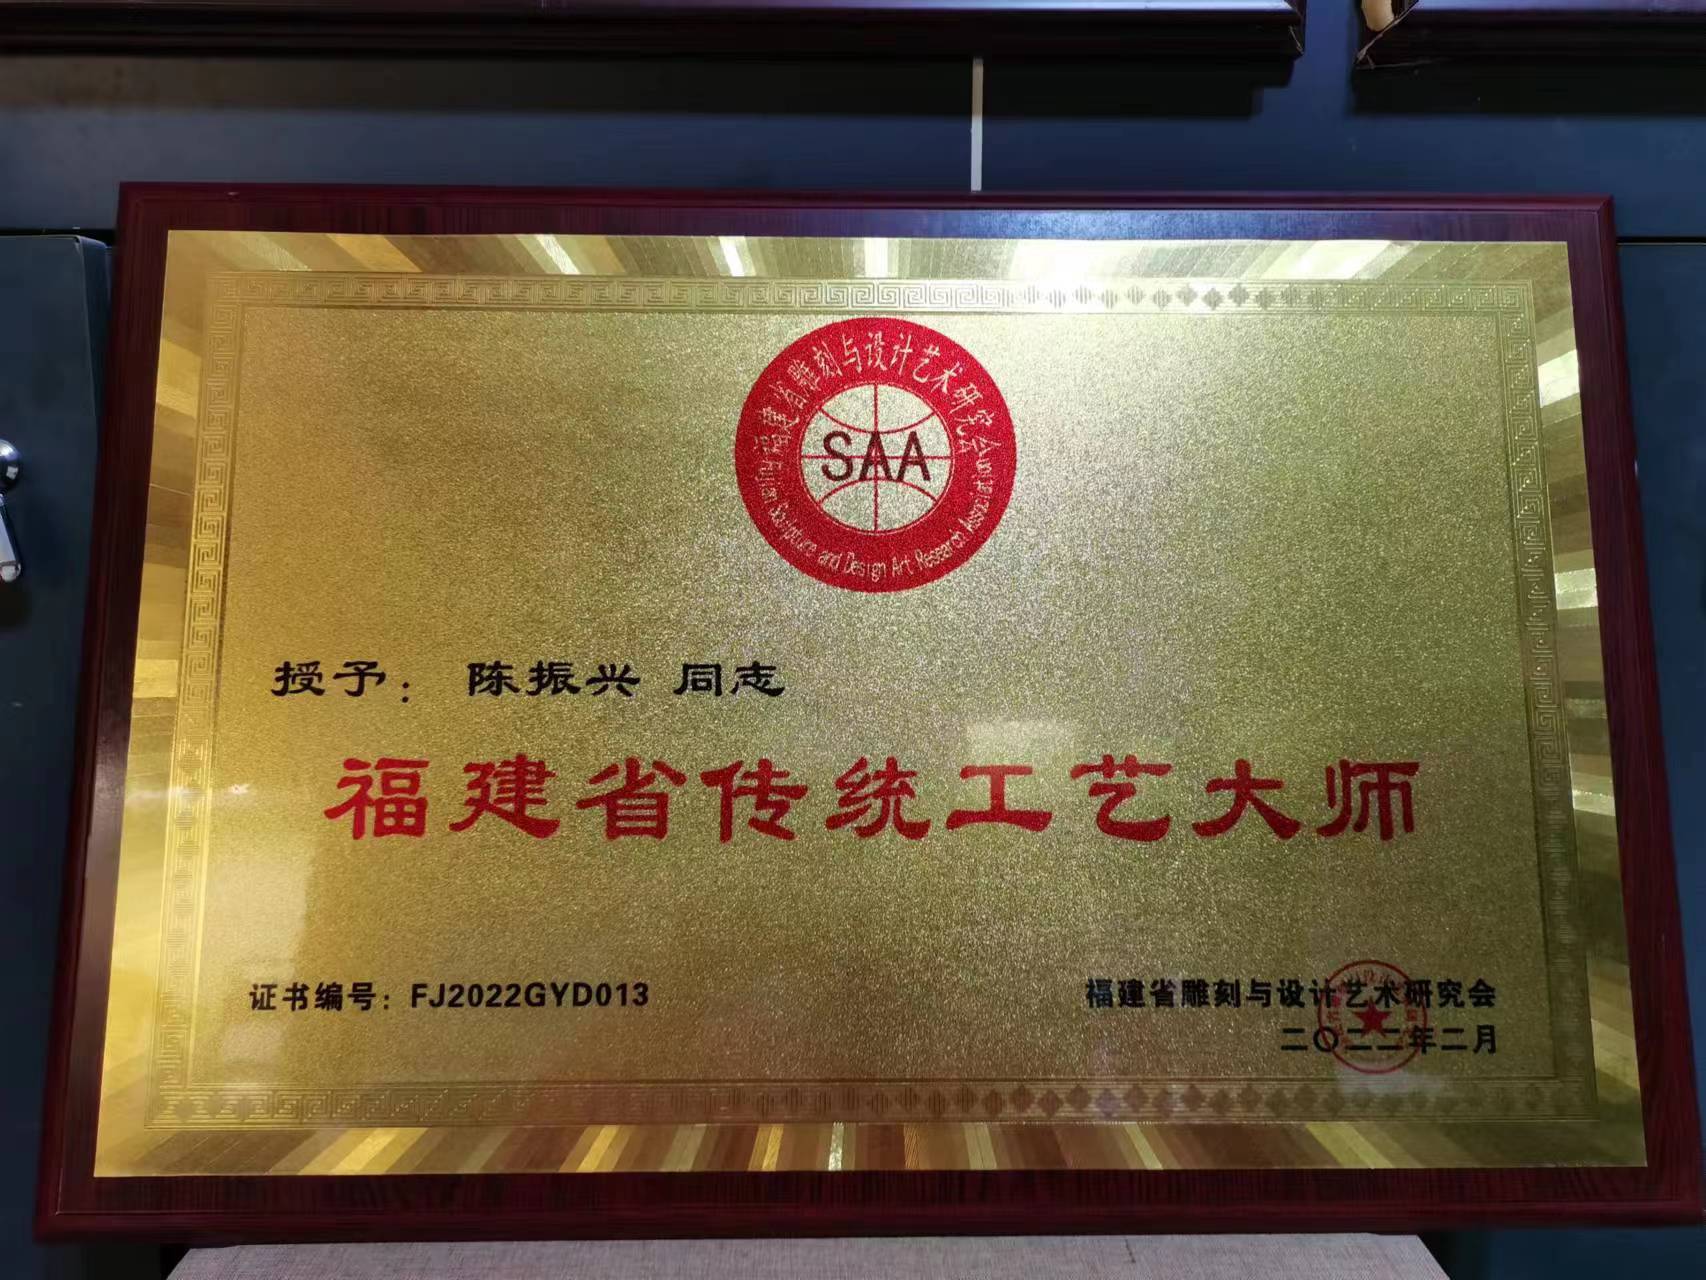 福建省雕刻与设计艺术研究会
SAA
Fujian Sculpture and Design Art Research Association
授予：陈振兴 同志
福建省传统工艺大师
证书编号：FJ2022GYD013
福建省雕刻与设计艺术研究会
二〇二二年二月